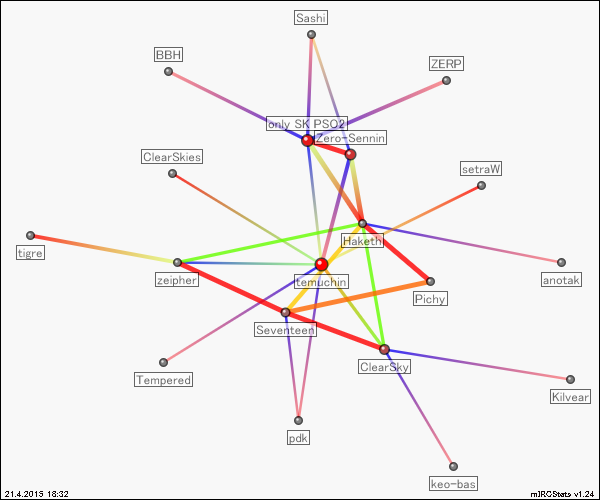 Sashi
BBH
ZERP
only SK PSO2
Zero-Sennin
ClearSkies
setraW
Haketh
tigre
zeipher
temuchin
anotak
Pichy
Seventeen
ClearSky
Tempered
Kilvear
pdk
keo-bas
21.4.2015 18:32
mIRCStats v1.24